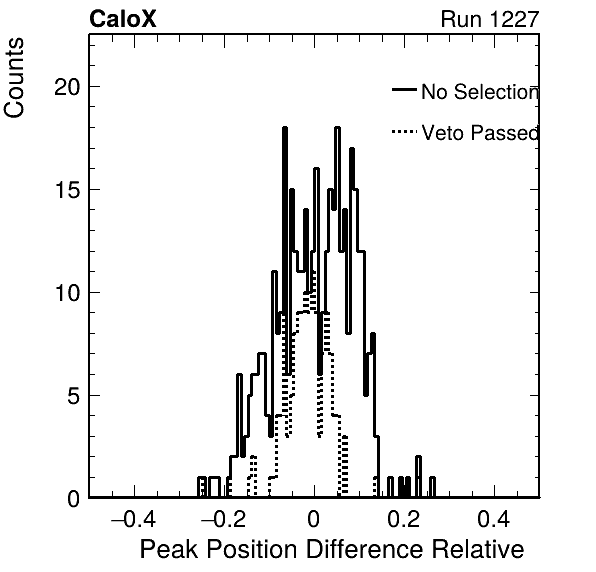 CaloX Run 1227
Counts
20
No Selection
Veto Passed
15
10
5
0
−0.4 −0.2 0 0.2 0.4
Peak Position Difference Relative